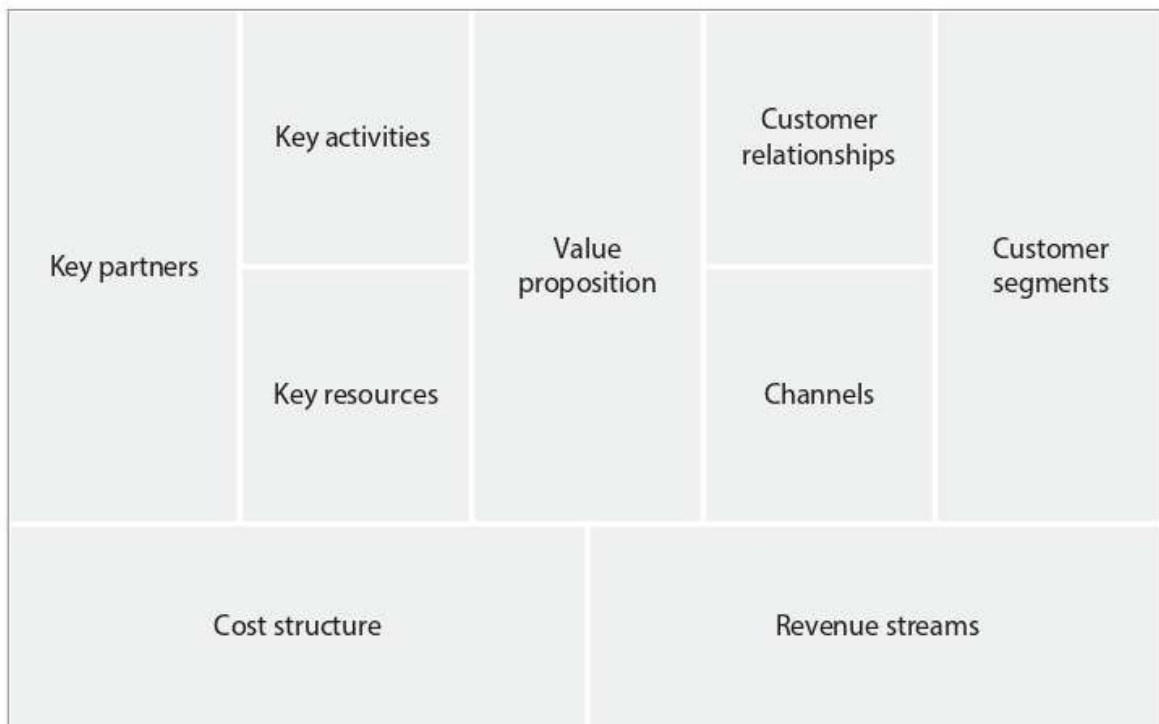 Key partners
Key activities
Key resources
Value
proposition
Customer
relationships
Channels
Customer
segments
Cost structure
Revenue streams